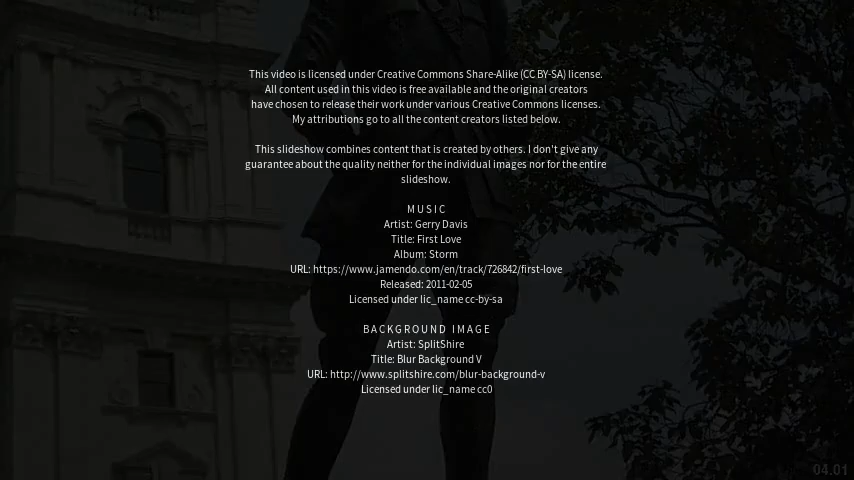 This video is licensed under Creative Commons Share-Alike (CC BY-SA) license.
All content used in this video is free available and the original creators
have chosen to release their work under various Creative Commons licenses.
My attributions go to all the content creators listed below.
This slideshow combines content that is created by others. I don't give any
guarantee about the quality neither for the individual images nor for the entire
slideshow.
MUSIC
Artist: Gerry Davis
Title: First Love
Album: Storm
URL: https://www.jamendo.com/en/track/726842/first-love
Released: 2011-02-05
Licensed under lic_name cc-by-sa
BACKGROUND IMAGE
Artist: SplitShire
Title: Blur Background V
URL: http://www.splitshire.com/blur-background-v
Licensed under lic_name cc0
04.01